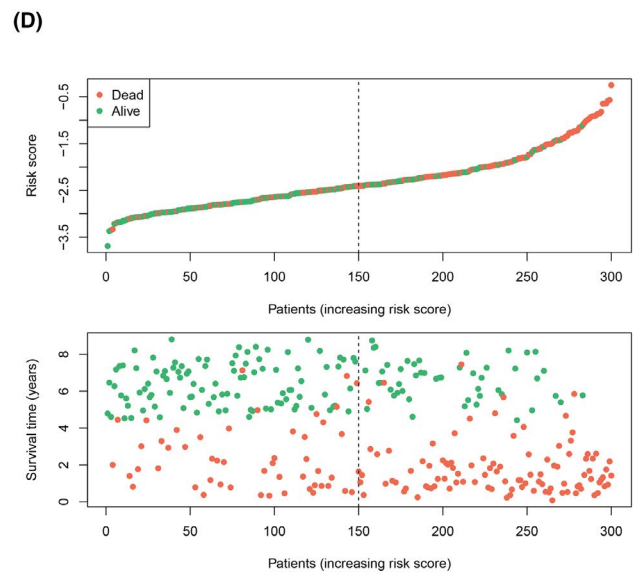 (D)
Dead
Alive
Risk score
-0.5
-1.5
-2.5
-3.5
0 50 100 150 200 250 300
Patients (increasing risk score)
Survival time (years)
8
6
4
2
0
0 50 100 150 200 250 300
Patients (increasing risk score)